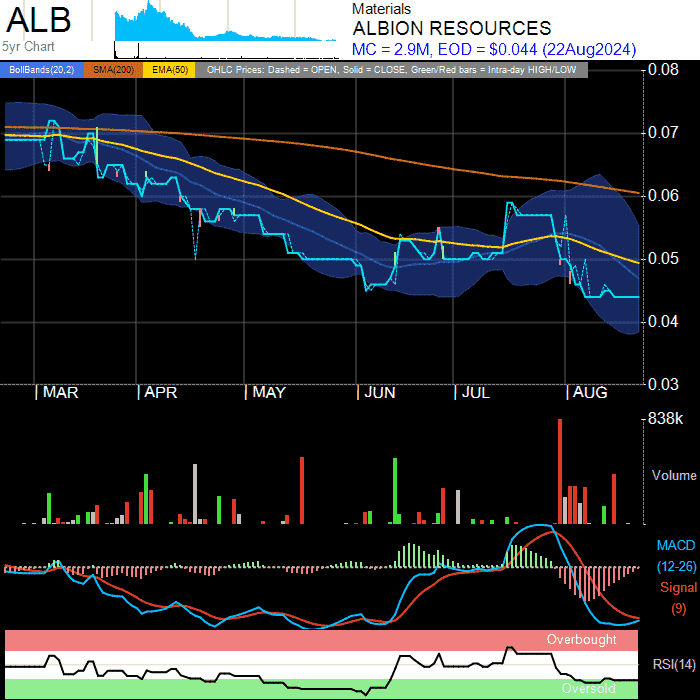 ALB
5yr Chart
Materials
ALBION RESOURCES
MC = 2.9M, EOD = $0.044 (22Aug2024)
BollBands(20,2) SMA(200) EMA(50) OHLC Prices: Dashed = OPEN, Solid = CLOSE, Green/Red bars = Intra-day HIGH/LOW
0.08
0.07
0.06
0.05
0.04
0.03
| MAR | APR | MAY | JUN | JUL | AUG
838k
Volume
MACD
(12-26)
Signal
(9)
Overbought
RSI(14)
Oversold